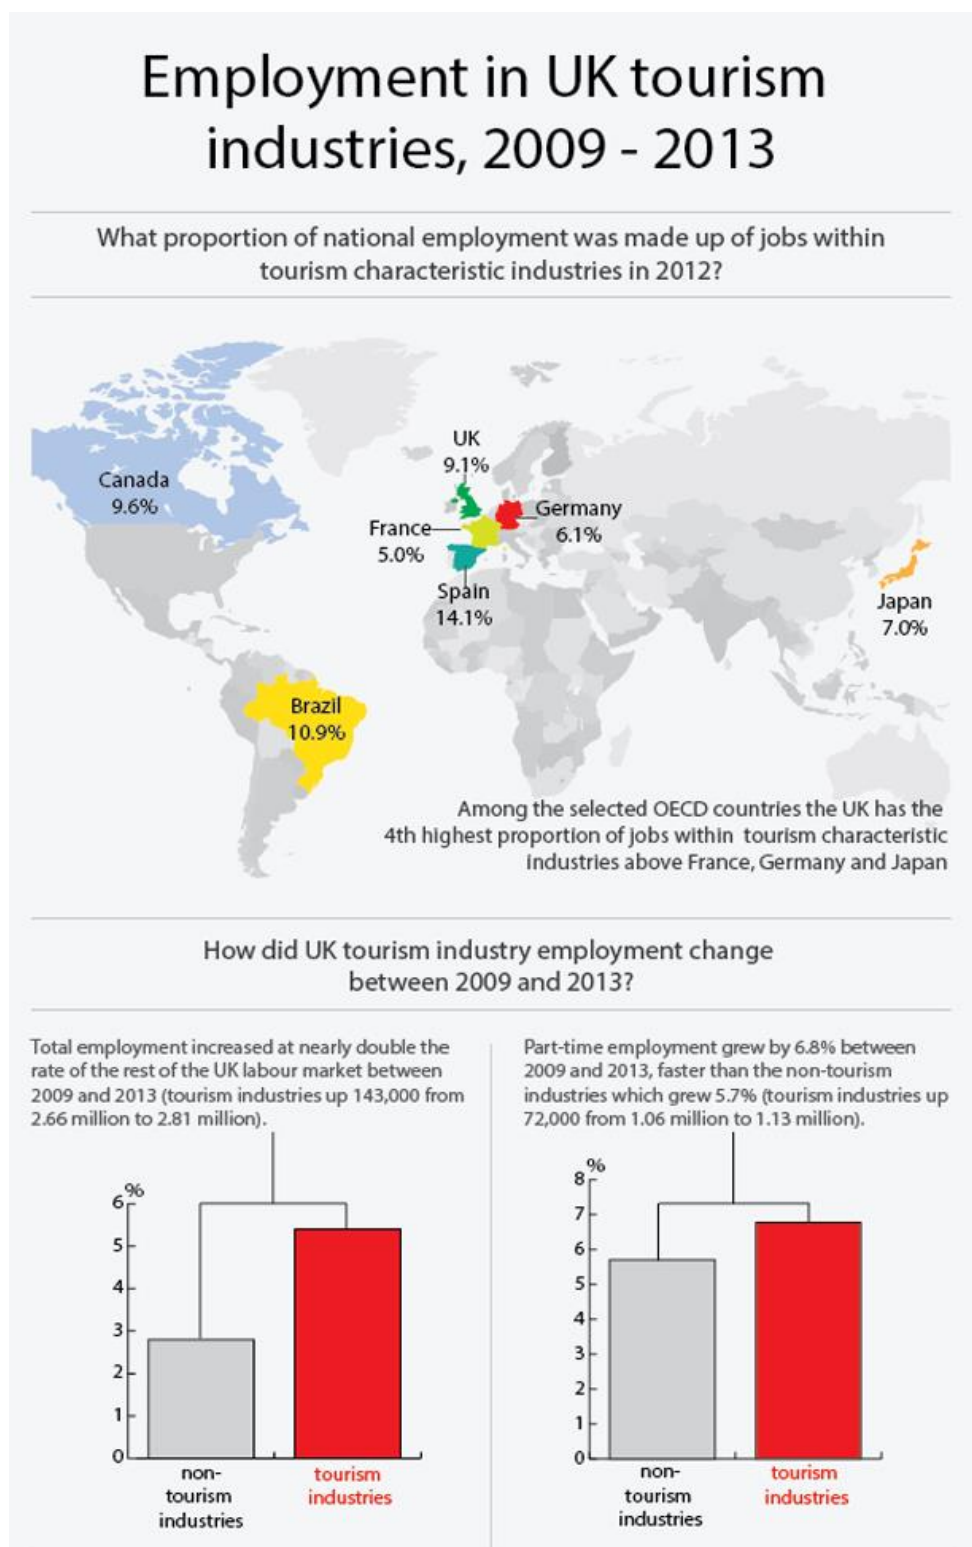 Employment in UK tourism
industries, 2009 - 2013
What proportion of national employment was made up of jobs within
tourism characteristic industries in 2012?
UK
9.1%
Canada
9.6%
Germany
6.1%
France
5.0%
Spain
14.1%
Japan
7.0%
Brazil
10.9%
Among the selected OECD countries the UK has the
4th highest proportion of jobs within tourism characteristic
industries above France, Germany and Japan
How did UK tourism industry employment change
between 2009 and 2013?
Total employment increased at nearly double the
rate of the rest of the UK labour market between
2009 and 2013 (tourism industries up 143,000 from
2.66 million to 2.81 million).
%
6
5
4
3
2
1
0
non-
tourism
industries
tourism
industries
Part-time employment grew by 6.8% between
2009 and 2013, faster than the non-tourism
industries which grew 5.7% (tourism industries up
72,000 from 1.06 million to 1.13 million).
%
8
7
6
5
4
3
2
1
0
non-
tourism
industries
tourism
industries